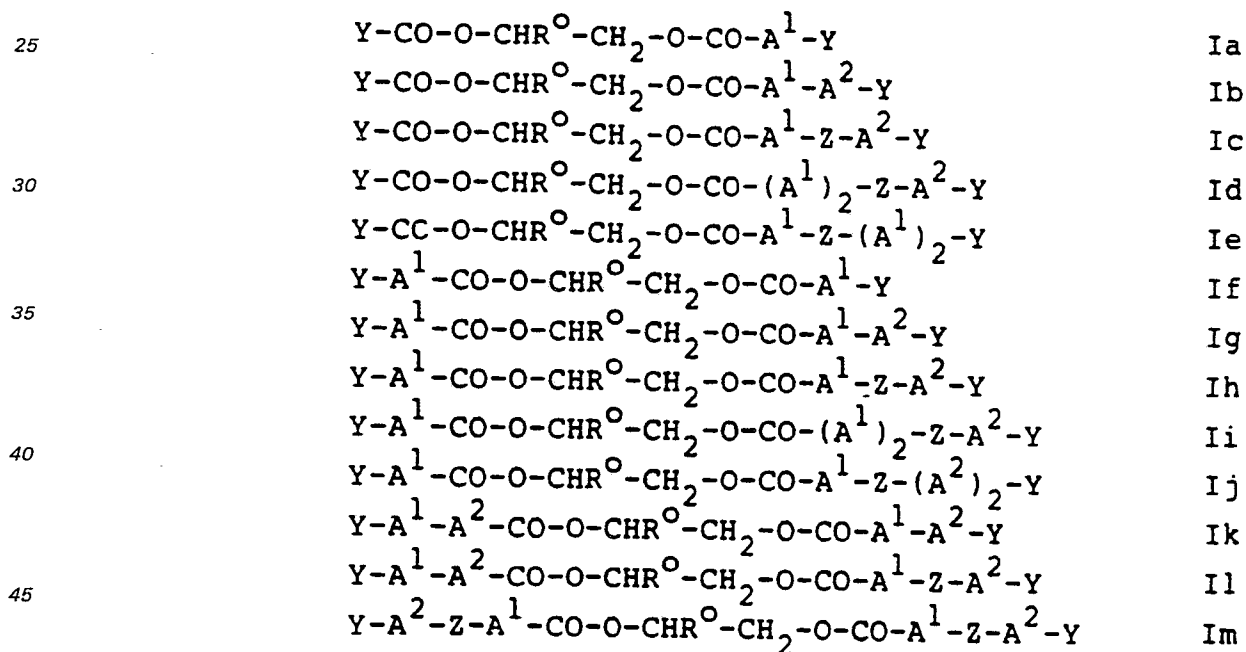 25 Y-CO-O-CHR°-CH₂-O-CO-A¹-Y Ia
Y-CO-O-CHR°-CH₂-O-CO-A¹-A²-Y Ib
Y-CO-O-CHR°-CH₂-O-CO-A¹-Z-A²-Y Ic
30 Y-CO-O-CHR°-CH₂-O-CO-(A¹)₂-Z-A²-Y Id
Y-CC-O-CHR°-CH₂-O-CO-A¹-Z-(A¹)₂-Y Ie
Y-A¹-CO-O-CHR°-CH₂-O-CO-A¹-Y If
35 Y-A¹-CO-O-CHR°-CH₂-O-CO-A¹-A²-Y Ig
Y-A¹-CO-O-CHR°-CH₂-O-CO-A¹-Z-A²-Y Ih
Y-A¹-CO-O-CHR°-CH₂-O-CO-(A¹)₂-Z-A²-Y Ii
40 Y-A¹-CO-O-CHR°-CH₂-O-CO-A¹-Z-(A²)₂-Y Ij
Y-A¹-A²-CO-O-CHR°-CH₂-O-CO-A¹-A²-Y Ik
45 Y-A¹-A²-CO-O-CHR°-CH₂-O-CO-A¹-Z-A²-Y Il
Y-A²-Z-A¹-CO-O-CHR°-CH₂-O-CO-A¹-Z-A²-Y Im